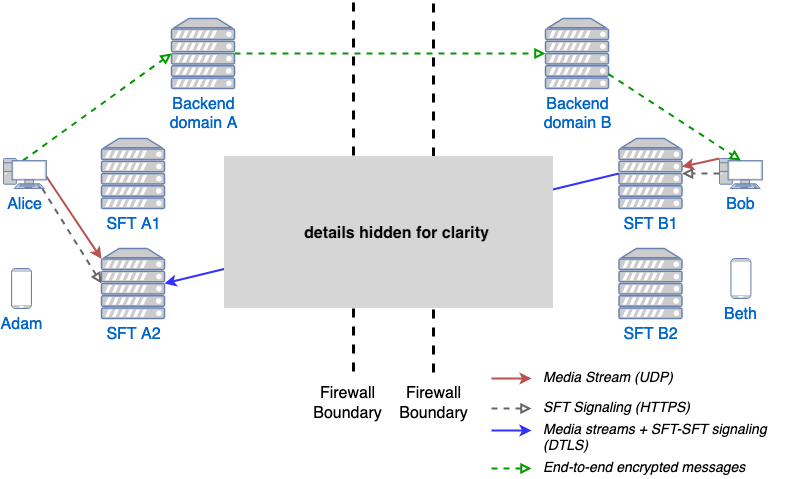 Backend
domain A
Backend
domain B
Alice
SFT A1
details hidden for clarity
SFT B1
Bob
Adam
SFT A2
SFT B2
Beth
Firewall
Boundary
Firewall
Boundary
Media Stream (UDP)
SFT Signaling (HTTPS)
Media streams + SFT-SFT signaling
(DTLS)
End-to-end encrypted messages